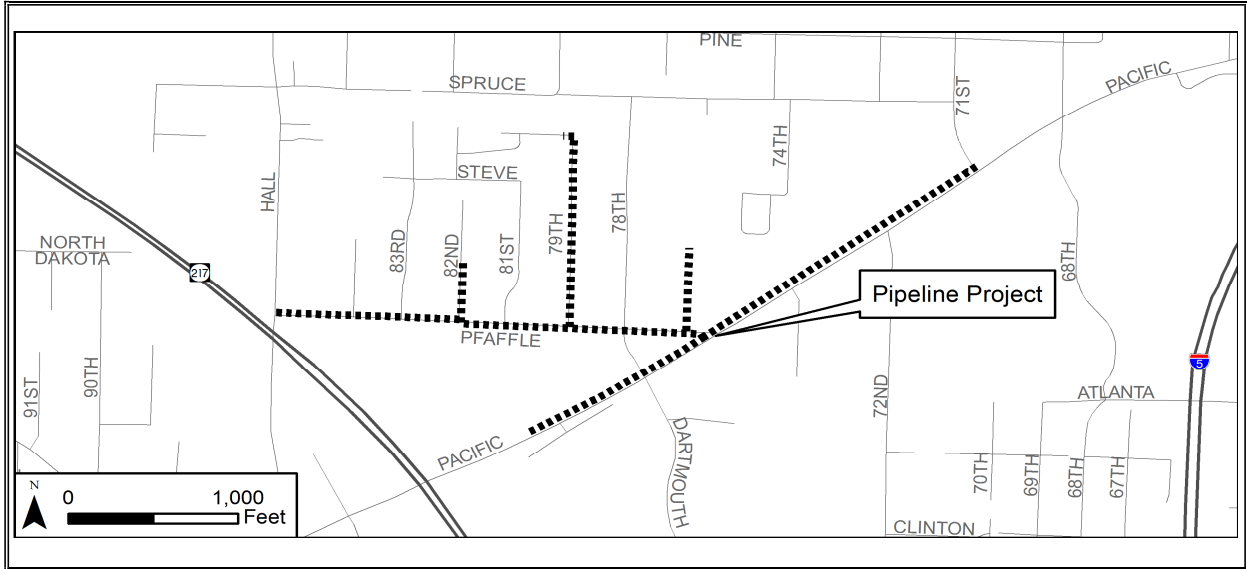 PINE
SPRUCE
PACIFIC
71ST
74TH
HALL
STEVE
79TH
78TH
83RD
82ND
81ST
NORTH
DAKOTA
217
68TH
Pipeline Project
PFAFFLE
5
91ST
90TH
72ND
ATLANTA
PACIFIC
DARTMOUTH
70TH
69TH
68TH
67TH
CLINTON
N
0 1,000
Feet